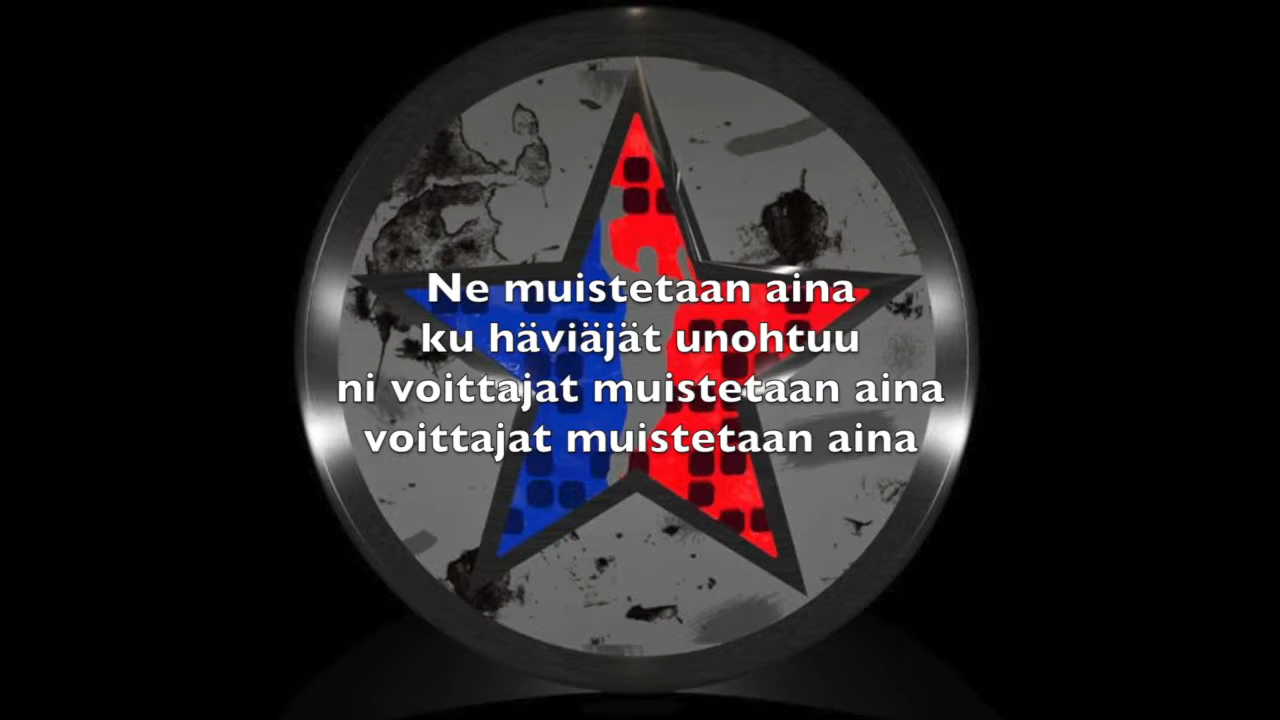 Ne muistetaan aina
ku häviäjät unohtuu
ni voittajat muistetaan aina
voittajat muistetaan aina